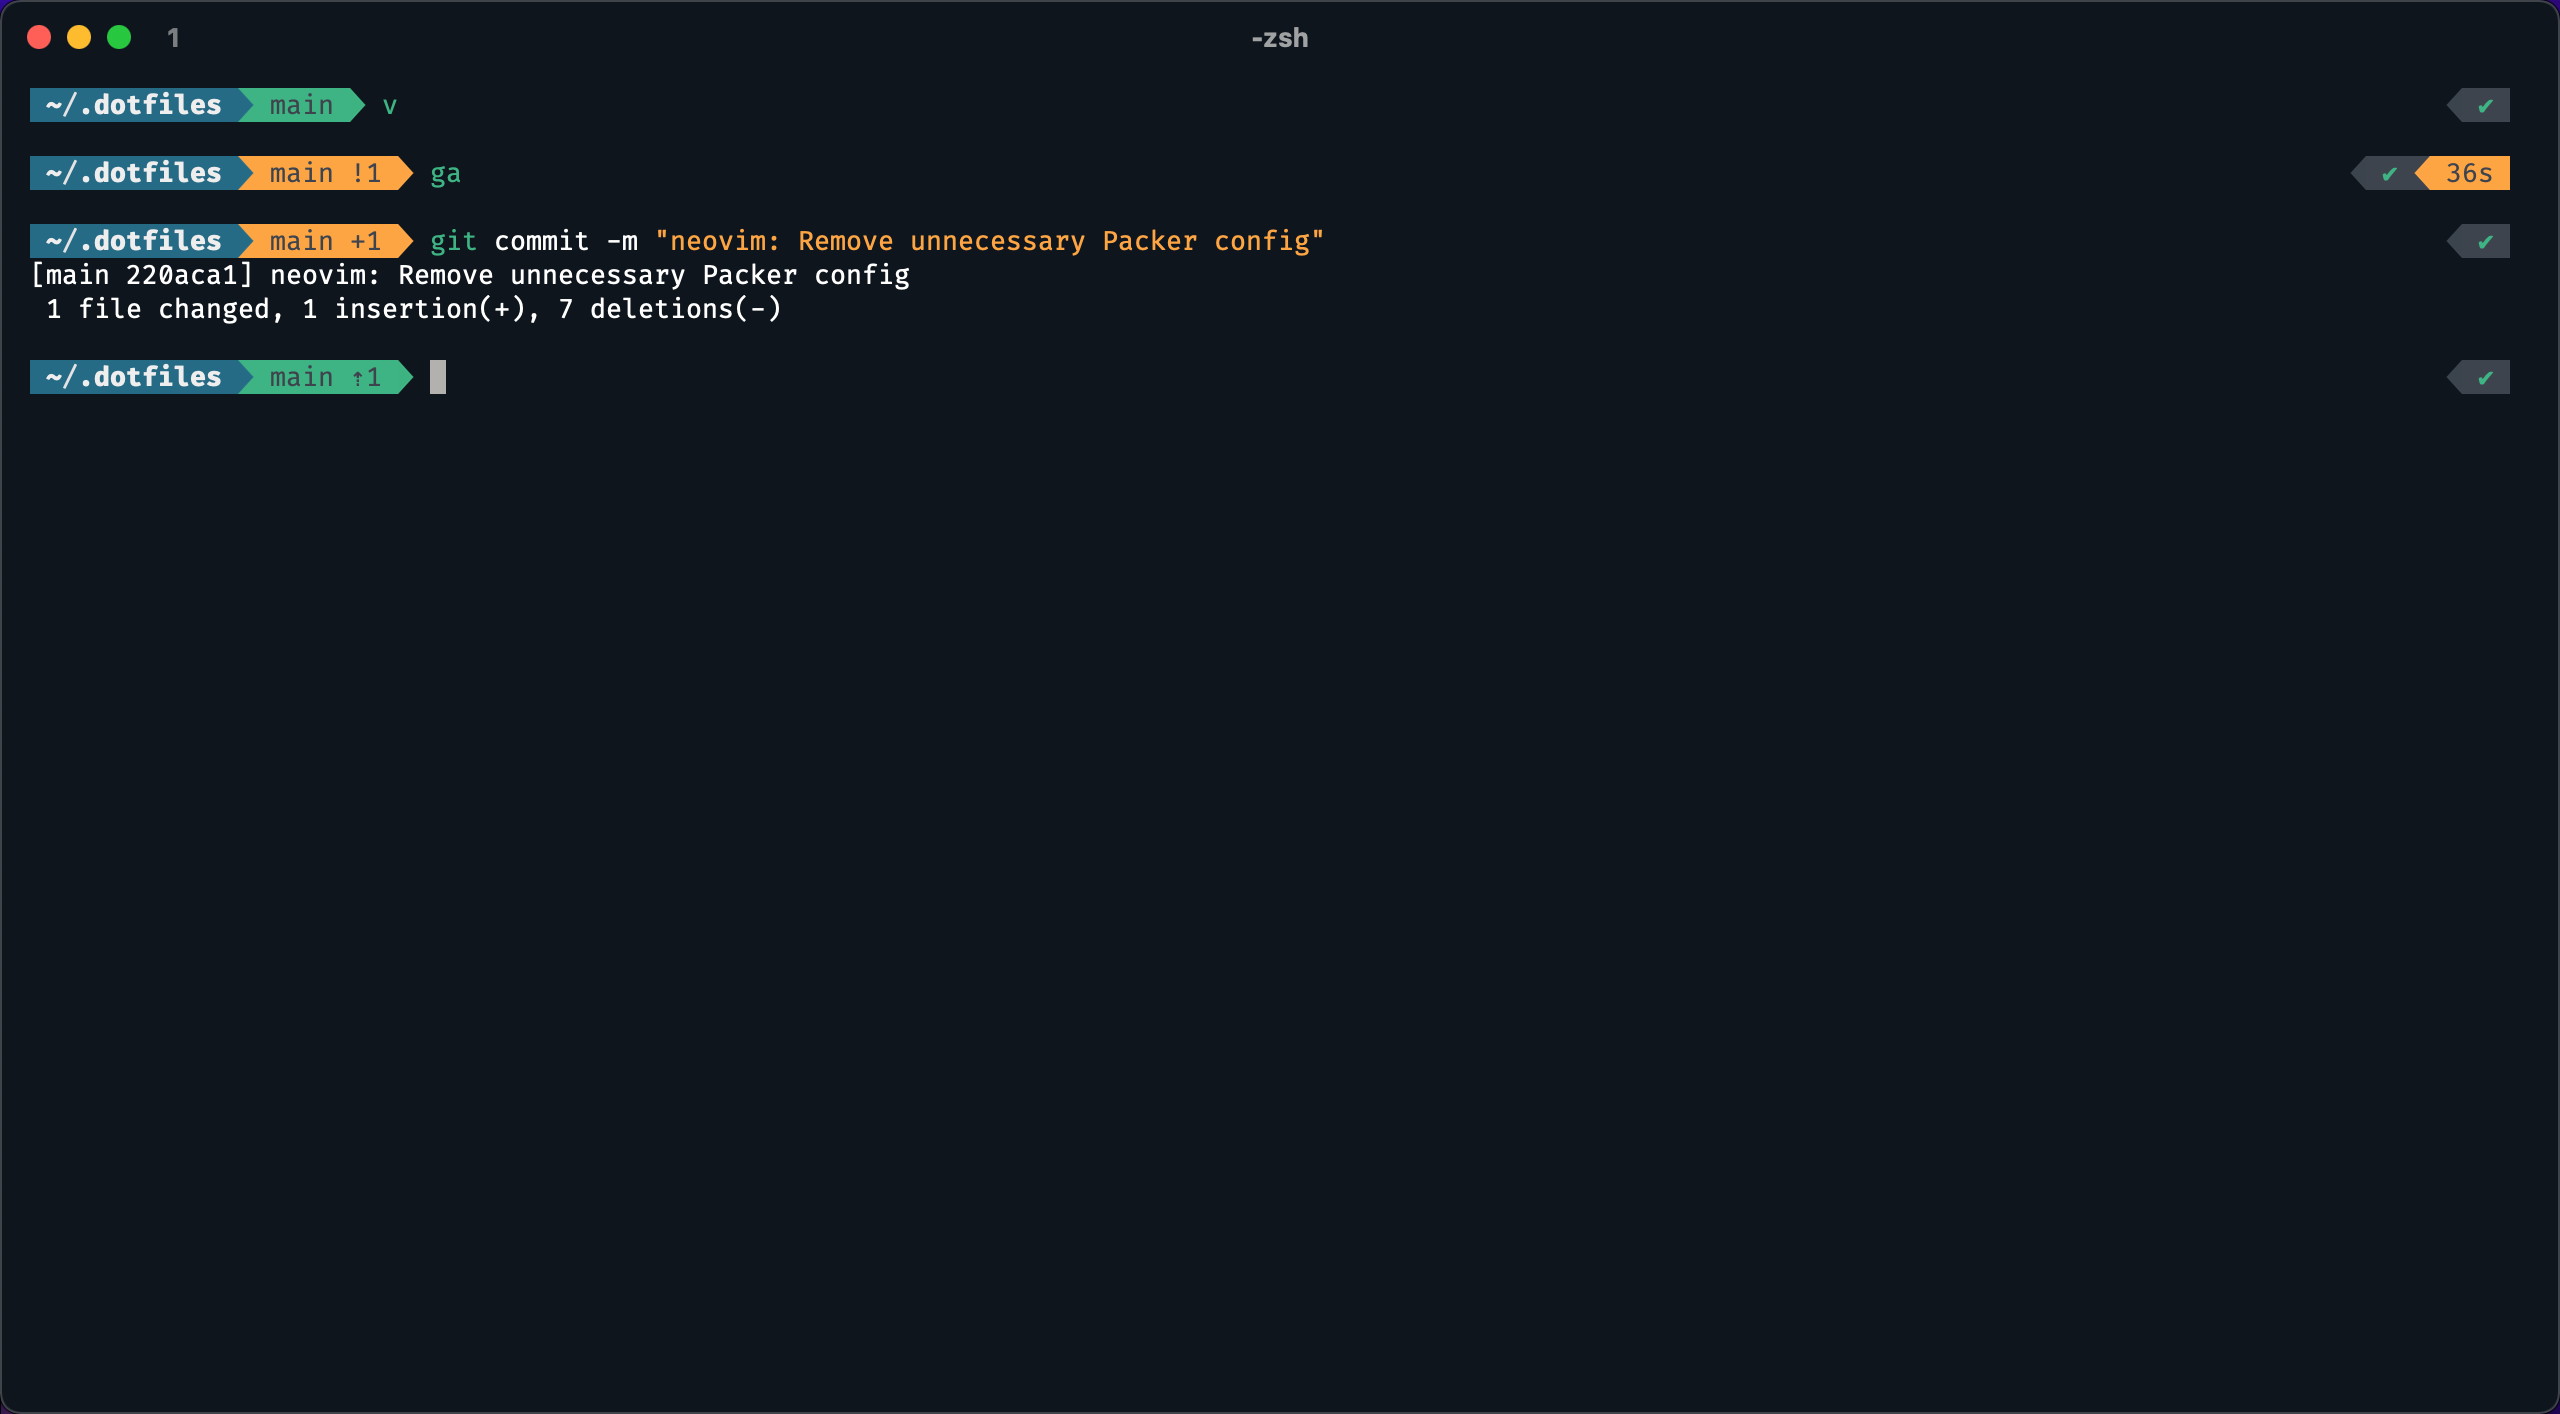 1 -zsh
~/.dotfiles main v ✔
~/.dotfiles main !1 ga ✔ 36s
~/.dotfiles main +1 git commit -m "neovim: Remove unnecessary Packer config" ✔
[main 220aca1] neovim: Remove unnecessary Packer config
 1 file changed, 1 insertion(+), 7 deletions(-)
~/.dotfiles main ⇡1 ✔